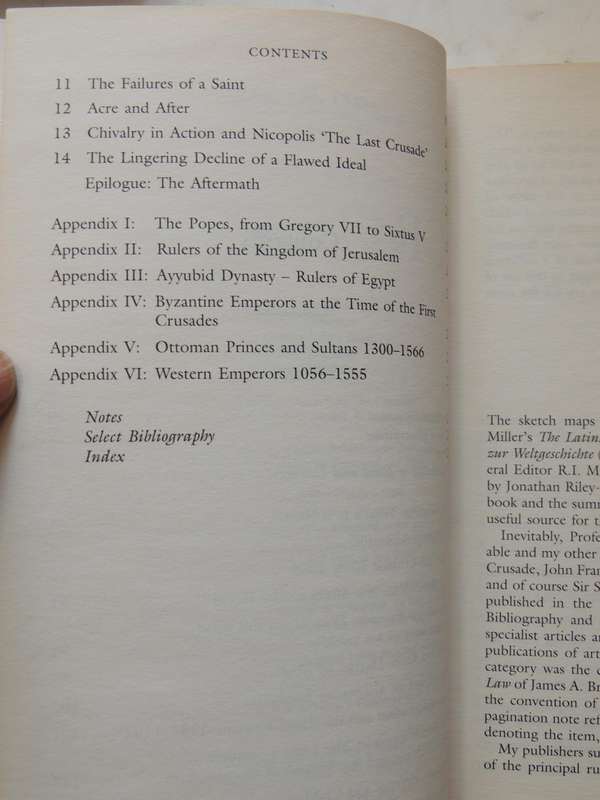 CONTENTS
11 The Failures of a Saint
12 Acre and After
13 Chivalry in Action and Nicopolis ‘The Last Crusade’
14 The Lingering Decline of a Flawed Ideal
Epilogue: The Aftermath
Appendix I: The Popes, from Gregory VII to Sixtus V
Appendix II: Rulers of the Kingdom of Jerusalem
Appendix III: Ayyubid Dynasty – Rulers of Egypt
Appendix IV: Byzantine Emperors at the Time of the First
Crusades
Appendix V: Ottoman Princes and Sultans 1300–1566
Appendix VI: Western Emperors 1056–1555
Notes
Select Bibliography
Index
The sketch maps
Miller's The Latins
zur Weltgeschichte
eral Editor R.I. M
by Jonathan Riley-
book and the sum
useful source for t
Inevitably, Profe
able and my other
Crusade, John Fran
and of course Sir S
published in the
Bibliography and
specialist articles a
publications of art
category was the c
Law of James A. Br
the convention of
pagination note ref
denoting the item,
My publishers su
of the principal ru